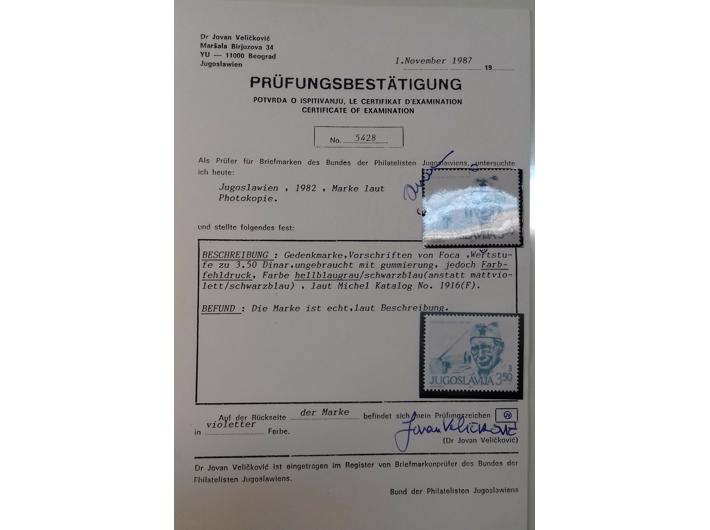 Dr Jovan Veličković
Maršala Birjuzova 34
YU — 11000 Beograd
Jugoslawien
1.November 1987
19
PRÜFUNGSBESTÄTIGUNG
POTVRDA O ISPITIVANJU, LE CERTIFIKAT D'EXAMINATION
CERTIFICATE OF EXAMINATION
No. 5428
Als Prüfer für Briefmarken des Bundes der Philatelisten Jugoslawiens, untersuchte
ich heute:
Jugoslawien , 1982 , Marke laut
Photokopie.
und stellte folgendes fest:
BESCHREIBUNG : Gedenkmarke,Vorschriften von Foca ,Wertstu-
fe zu 3.50 Dinar,ungebraucht mit gummierung, jedoch Farb-
fehldruck, Farbe hellblaugrau/schwarzblau(anstatt mattvio-
lett/schwarzblau) , laut Michel Katalog No. 1916(F).
BEFUND : Die Marke ist echt,laut Beschreibung.
JUGOSLAVIJA 3.50
Auf der Rückseite der Marke befindet sich mein Prüfungszeichen
in violetter Farbe.
Jovan Veličković
(Dr Jovan Veličković)
Dr Jovan Veličković ist eingetragen im Register von Briefmarkenprüfer des Bundes der
Philatelisten Jugoslawiens.
Bund der Philatelisten Jugoslawiens